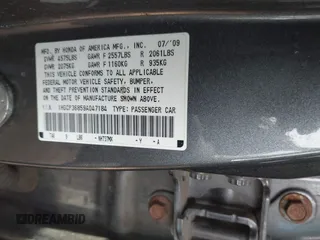 MFD. BY HONDA OF AMERICA MFG., INC. 07/'09
GVWR 4575LBS GAWR F 2557LBS R 2061LBS
GVWR 2075KG GAWR F 1160KG R 935KG
THIS VEHICLE CONFORMS TO ALL APPLICABLE
FEDERAL MOTOR VEHICLE SAFETY, BUMPER,
AND THEFT PREVENTION STANDARDS IN EFFECT
ON THE DATE OF MANUFACTURE SHOWN ABOVE.
V.I.N. TYPE: PASSENGER CAR
Y - A
DREAMBID